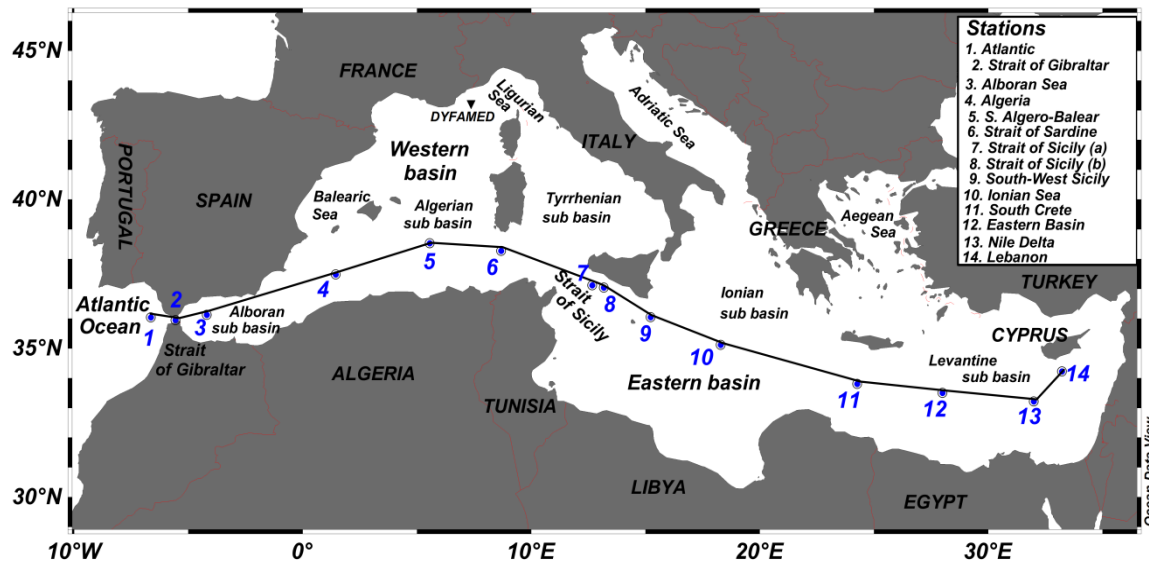 45°N
40°N
35°N
30°N
10°W
0°
10°E
20°E
30°E
Stations
1. Atlantic
2. Strait of Gibraltar
3. Alboran Sea
4. Algeria
5. S. Algero-Balear
6. Strait of Sardine
7. Strait of Sicily (a)
8. Strait of Sicily (b)
9. South-West Sicily
10. Ionian Sea
11. South Crete
12. Eastern Basin
13. Nile Delta
14. Lebanon
FRANCE
Ligurian
Sea
DYFAMED
Adriatic Sea
ITALY
PORTUGAL
SPAIN
Western
basin
Balearic
Sea
Algerian
sub basin
Tyrrhenian
sub basin
GREECE
Aegean
Sea
TURKEY
Atlantic
Ocean
Alboran
sub basin
Strait
of Gibraltar
Strait
of Sicily
Ionian
sub basin
CYPRUS
Levantine
sub basin
Eastern basin
ALGERIA
TUNISIA
LIBYA
EGYPT
1
2
3
4
5
6
7
8
9
10
11
12
13
14
Ocean Data View